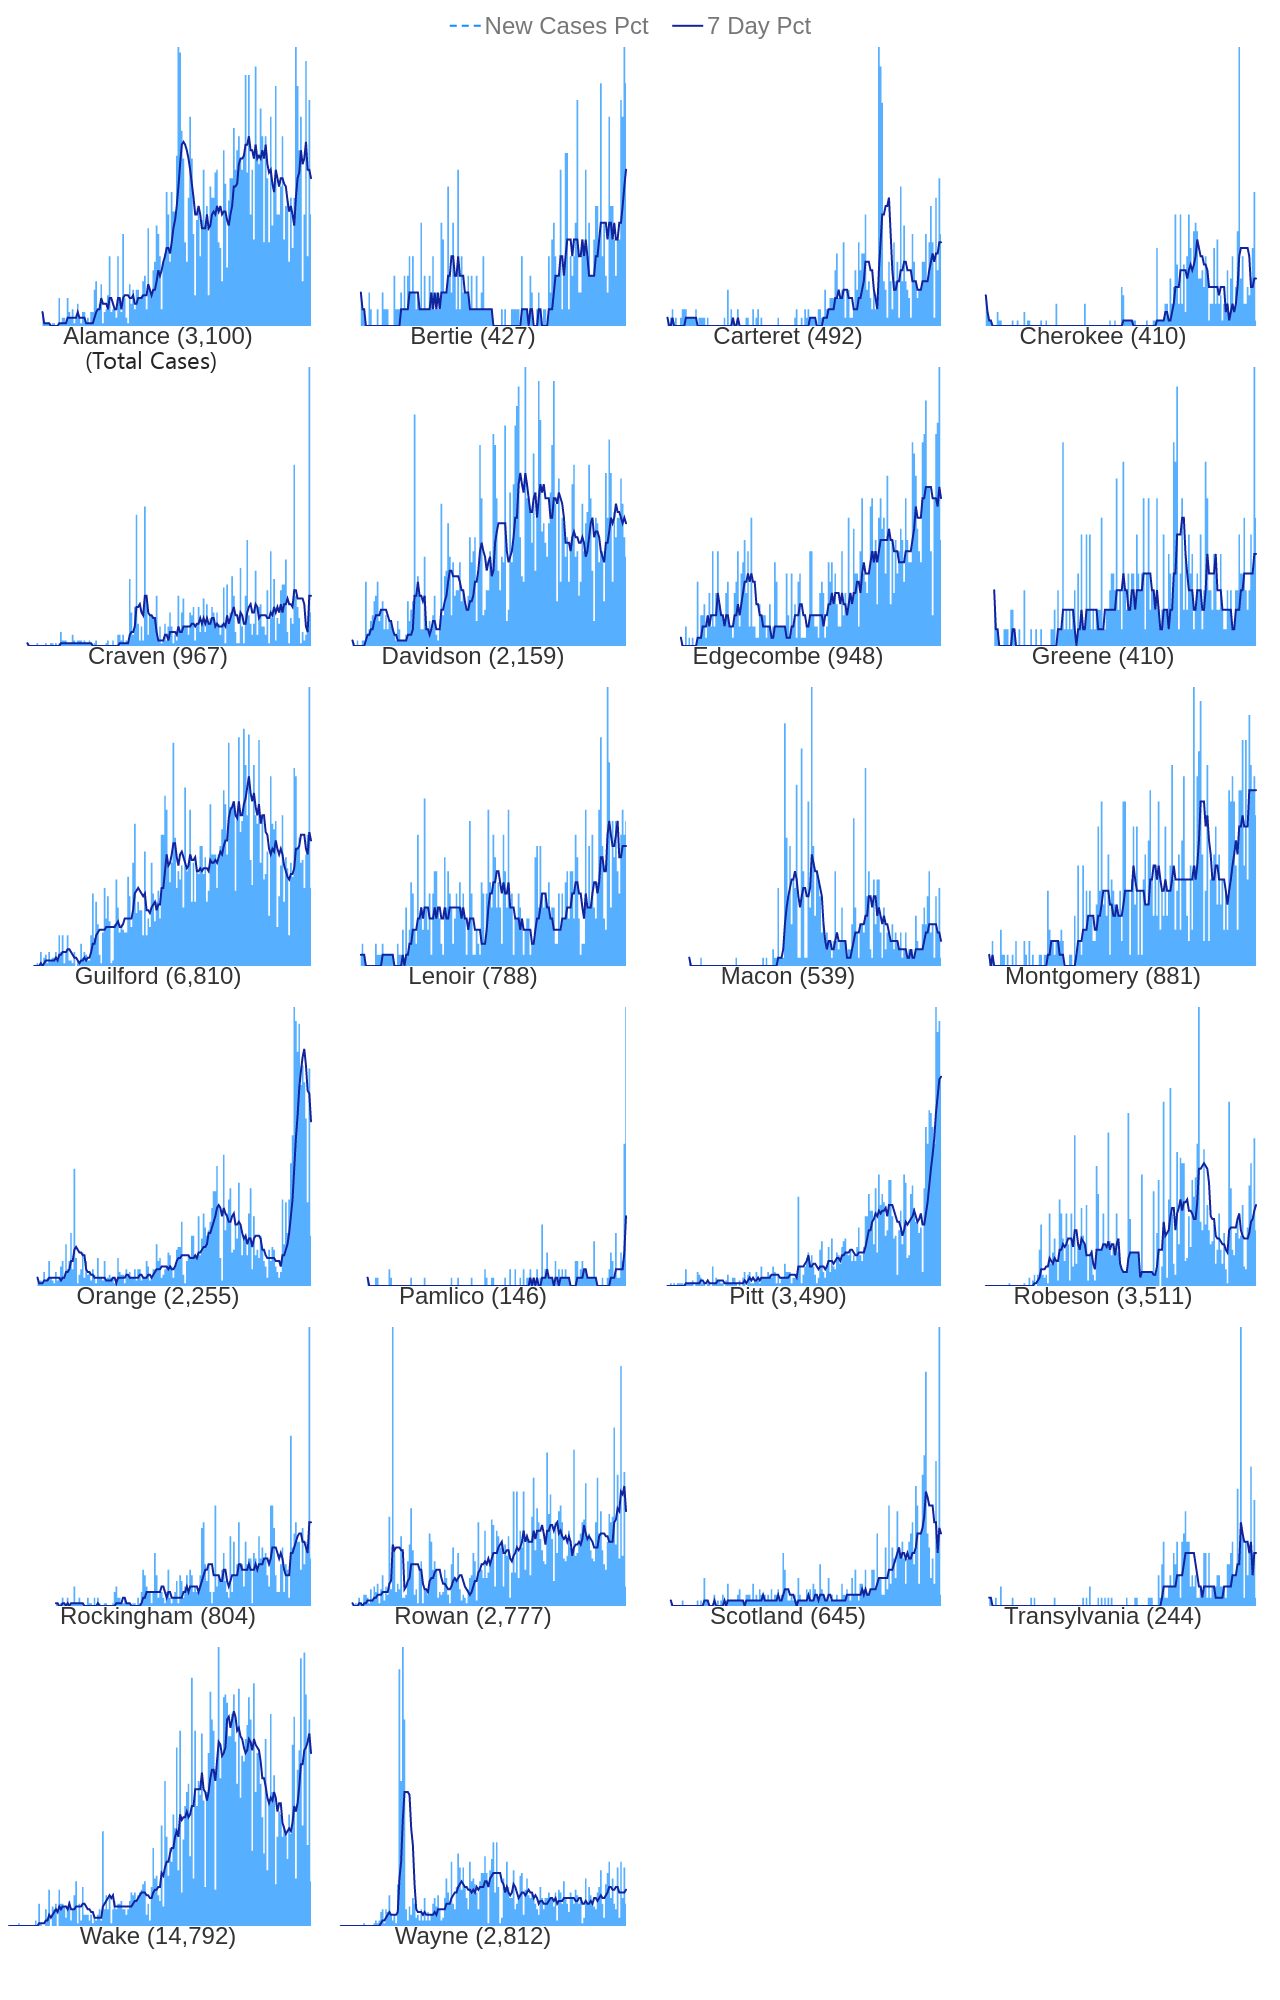 New Cases Pct 7 Day Pct
Alamance (3,100) Bertie (427) Carteret (492) Cherokee (410)
(Total Cases)
Craven (967) Davidson (2,159) Edgecombe (948) Greene (410)
Guilford (6,810) Lenoir (788) Macon (539) Montgomery (881)
Orange (2,255) Pamlico (146) Pitt (3,490) Robeson (3,511)
Rockingham (804) Rowan (2,777) Scotland (645) Transylvania (244)
Wake (14,792) Wayne (2,812)